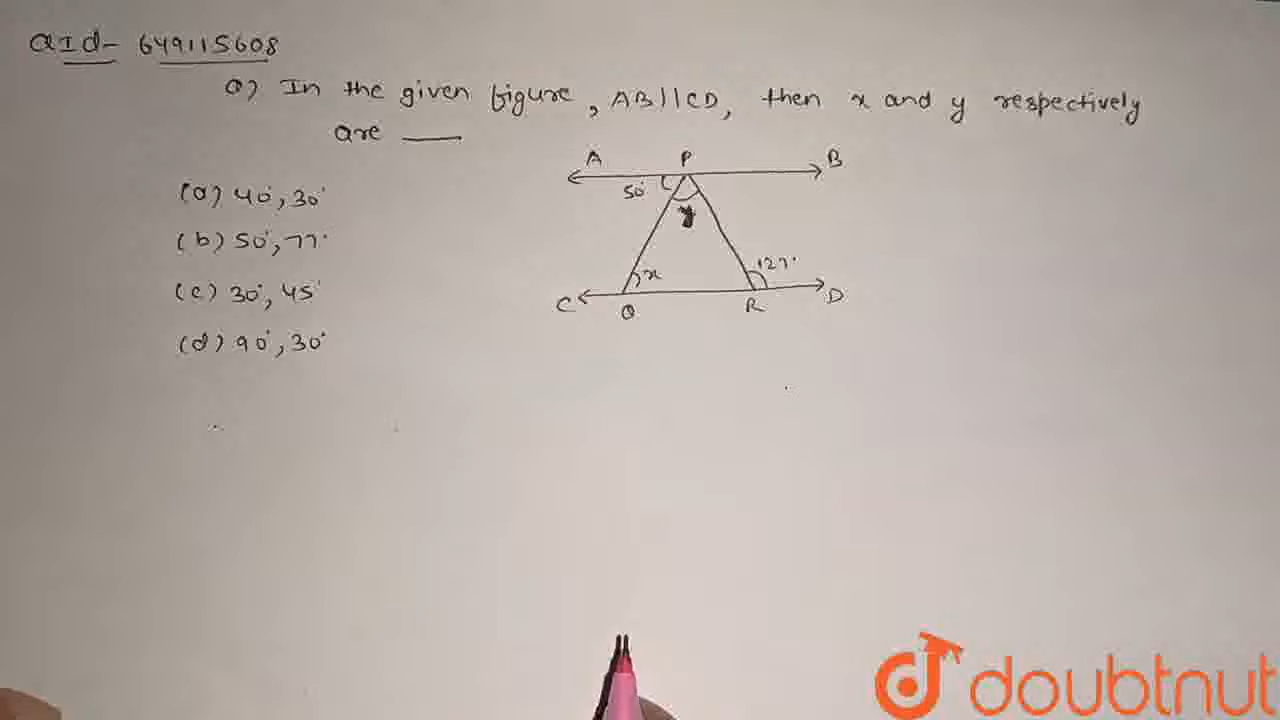 QId- 649115608
Q) In the given figure, AB||CD, then x and y respectively
are ___
(a) 40°, 30°
(b) 50°, 77°
(c) 30°, 45°
(d) 90°, 30°
A P B
50°
y
x 127°
C Q R D
doubtnut